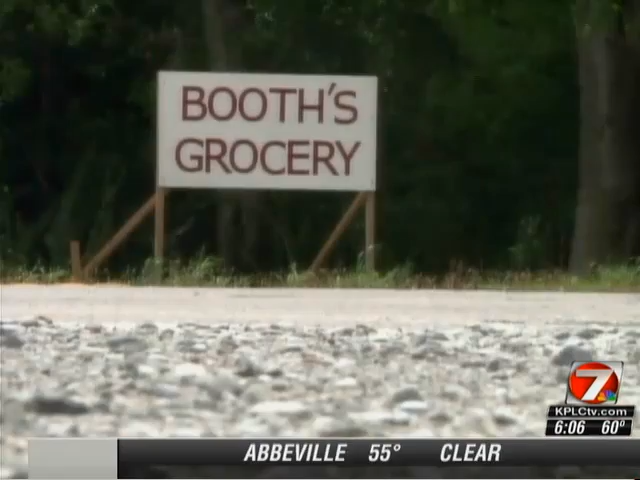 BOOTH'S
GROCERY
7
KPLCtv.com
6:06 60°
ABBEVILLE 55° CLEAR